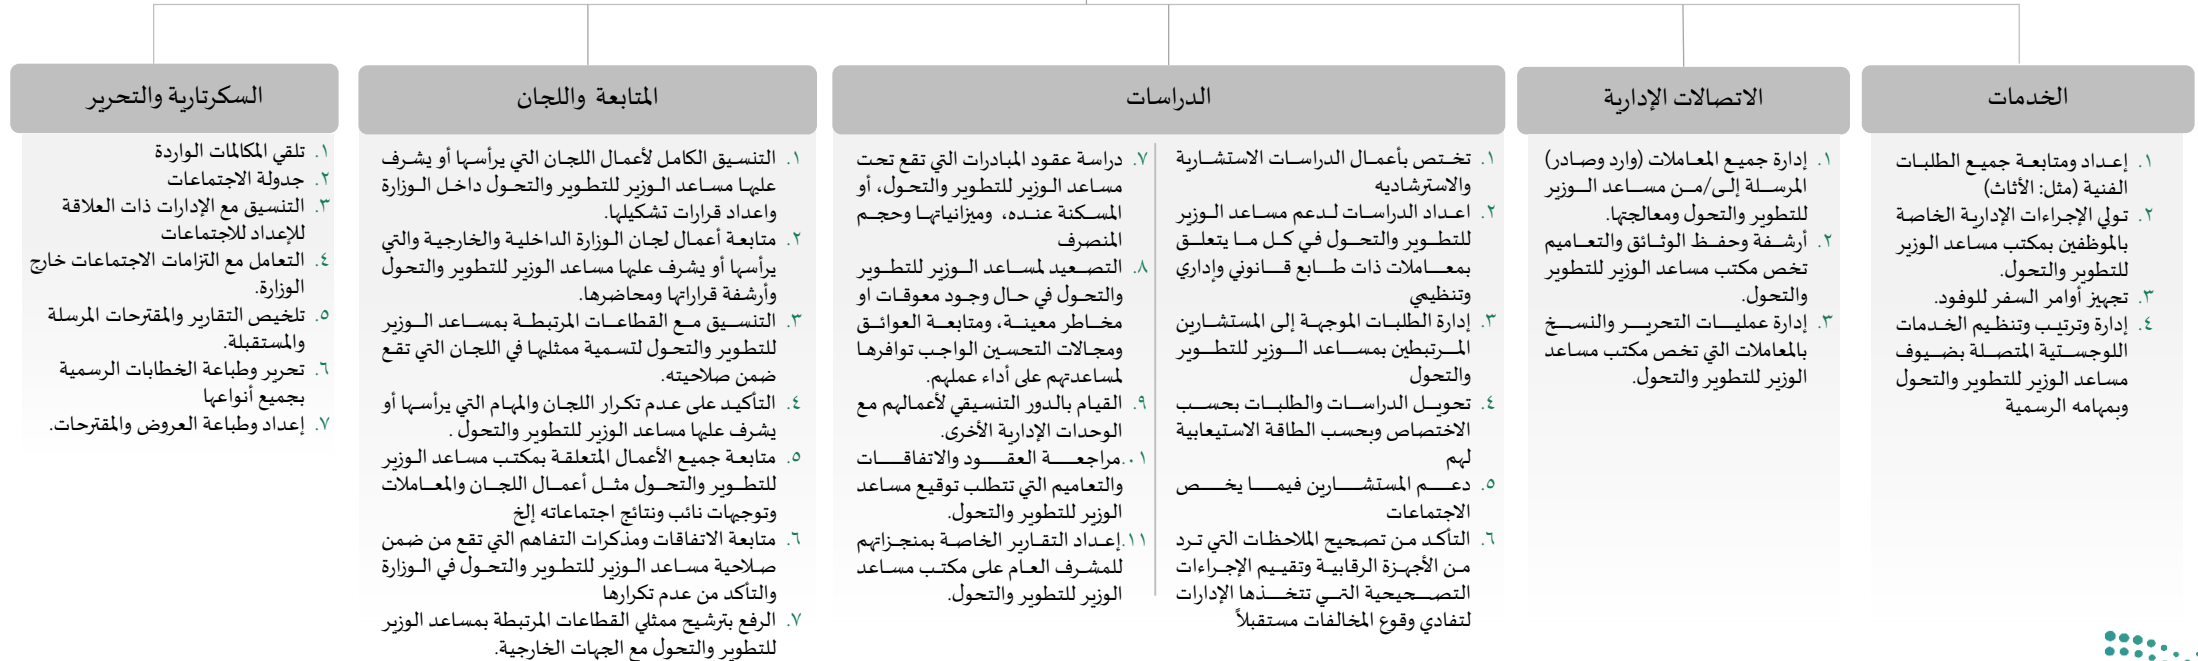 الخدمات
١. إعداد ومتابعة جميع الطلبات
الفنية (مثل: الأثاث)
٢. تولي الإجراءات الإدارية الخاصة
بالموظفين بمكتب مساعد الوزير
للتطوير والتحول.
٣. تجهيز أوامر السفر للوفود.
٤. إدارة وترتيب وتنظيم الخدمات
اللوجستية المتصلة بضيوف
مساعد الوزير للتطوير والتحول
وبمهامه الرسمية
الاتصالات الإدارية
١. إدارة جميع المعاملات (وارد وصادر)
المرسلة إلى/من مساعد الوزير
للتطوير والتحول ومعالجتها.
٢. أرشفة وحفظ الوثائق والتعاميم
تخص مكتب مساعد الوزير للتطوير
والتحول.
٣. إدارة عمليات التحرير والنسخ
بالمعاملات التي تخص مكتب مساعد
الوزير للتطوير والتحول.
الدراسات
١. تختص بأعمال الدراسات الاستشارية
والاسترشاديه
٢. اعداد الدراسات لدعم مساعد الوزير
للتطوير والتحول في كل ما يتعلق
بمعاملات ذات طابع قانوني وإداري
وتنظيمي
٣. إدارة الطلبات الموجهة إلى المستشارين
المرتبطين بمساعد الوزير للتطوير
والتحول
٤. تحويل الدراسات والطلبات بحسب
الاختصاص وبحسب الطاقة الاستيعابية
لهم
٥. دعم المستشارين فيما يخص
الاجتماعات
٦. التأكد من تصحيح الملاحظات التي ترد
من الأجهزة الرقابية وتقييم الإجراءات
التصحيحية التي تتخذها الإدارات
لتفادي وقوع المخالفات مستقبلاً
٧. دراسة عقود المبادرات التي تقع تحت
مساعد الوزير للتطوير والتحول، أو
المسكنة عنده، وميزانياتها وحجم
المنصرف
٨. التصعيد لمساعد الوزير للتطوير
والتحول في حال وجود معوقات او
مخاطر معينة، ومتابعة العوائق
ومجالات التحسين الواجب توافرها
لمساعدتهم على أداء عملهم.
٩. القيام بالدور التنسيقي لأعمالهم مع
الوحدات الإدارية الأخرى.
١٠. مراجعة العقود والاتفاقات
والتعاميم التي تتطلب توقيع مساعد
الوزير للتطوير والتحول.
١١. إعداد التقارير الخاصة بمنجزاتهم
للمشرف العام على مكتب مساعد
الوزير للتطوير والتحول.
المتابعة واللجان
١. التنسيق الكامل لأعمال اللجان التي يرأسها أو يشرف
عليها مساعد الوزير للتطوير والتحول داخل الوزارة
واعداد قرارات تشكيلها.
٢. متابعة أعمال لجان الوزارة الداخلية والخارجية والتي
يرأسها أو يشرف عليها مساعد الوزير للتطوير والتحول
وأرشفة قراراتها ومحاضرها.
٣. التنسيق مع القطاعات المرتبطة بمساعد الوزير
للتطوير والتحول لتسمية ممثليها في اللجان التي تقع
ضمن صلاحيته.
٤. التأكيد على عدم تكرار اللجان والمهام التي يرأسها أو
يشرف عليها مساعد الوزير للتطوير والتحول .
٥. متابعة جميع الأعمال المتعلقة بمكتب مساعد الوزير
للتطوير والتحول مثل أعمال اللجان والمعاملات
وتوجيهات نائب ونتائج اجتماعاته إلخ
٦. متابعة الاتفاقات ومذكرات التفاهم التي تقع من ضمن
صلاحية مساعد الوزير للتطوير والتحول في الوزارة
والتأكد من عدم تكرارها
٧. الرفع بترشيح ممثلي القطاعات المرتبطة بمساعد الوزير
للتطوير والتحول مع الجهات الخارجية.
السكرتارية والتحرير
١. تلقي المكالمات الواردة
٢. جدولة الاجتماعات
٣. التنسيق مع الإدارات ذات العلاقة
للإعداد للاجتماعات
٤. التعامل مع التزامات الاجتماعات خارج
الوزارة.
٥. تلخيص التقارير والمقترحات المرسلة
والمستقبلة.
٦. تحرير وطباعة الخطابات الرسمية
بجميع أنواعها
٧. إعداد وطباعة العروض والمقترحات.